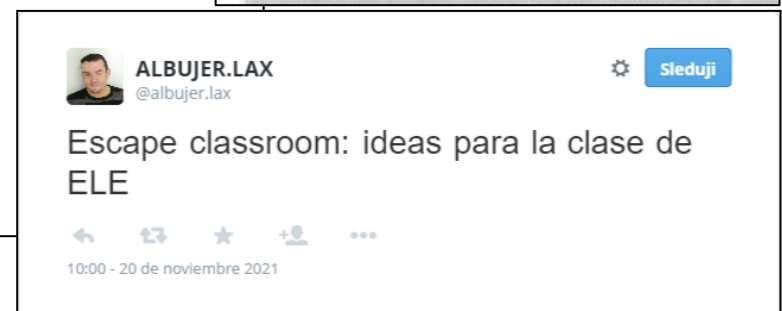 ALBUJER.LAX
@albujer.lax
Sleduji
Escape classroom: ideas para la clase de
ELE
10:00 - 20 de noviembre 2021